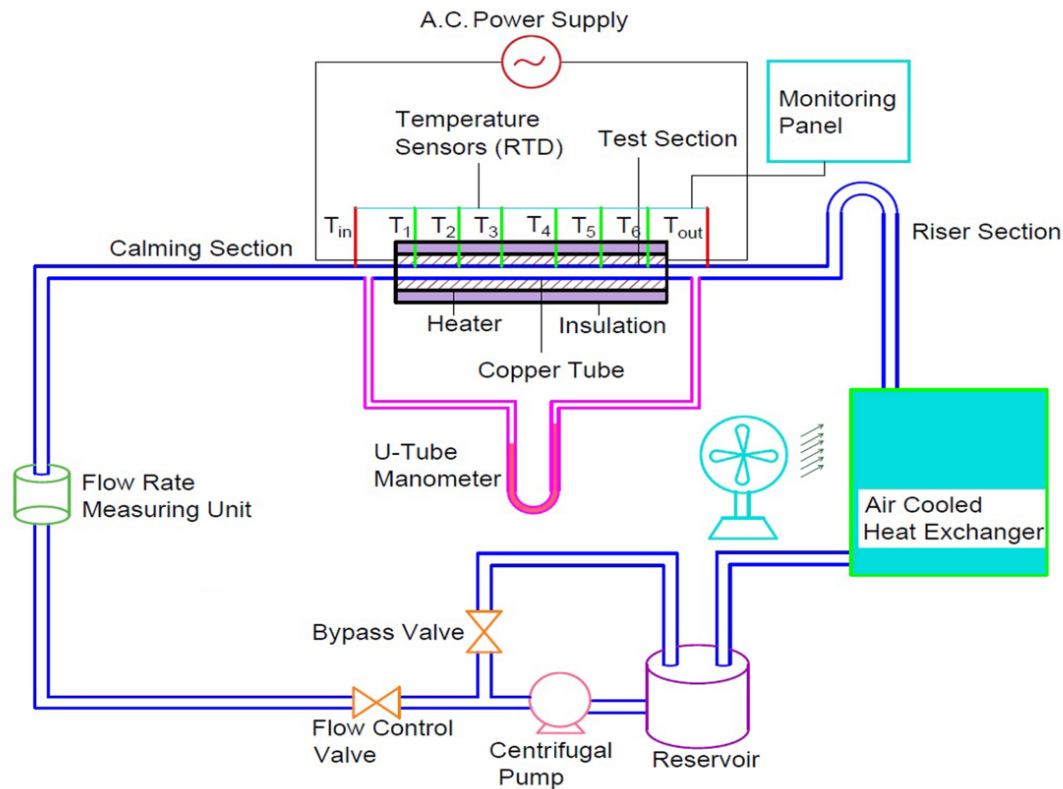 A.C. Power Supply
Monitoring
Panel
Temperature
Sensors (RTD)
Test Section
Tin
T1
T2
T3
T4
T5
T6
Tout
Calming Section
Riser Section
Heater
Insulation
Copper Tube
U-Tube
Manometer
Flow Rate
Measuring Unit
Air Cooled
Heat Exchanger
Bypass Valve
Flow Control
Valve
Centrifugal
Pump
Reservoir